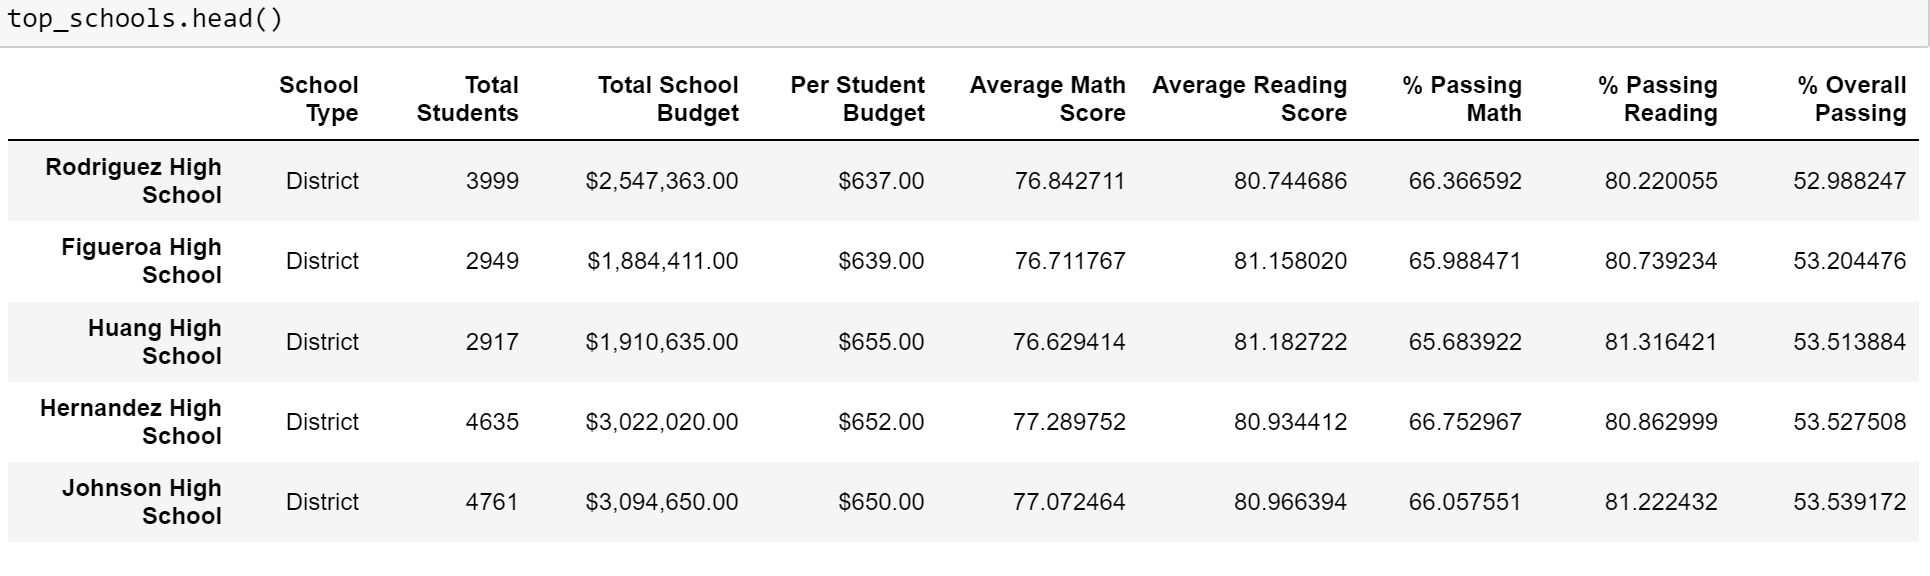 top_schools.head()
School Type Total Students Total School Budget Per Student Budget Average Math Score Average Reading Score % Passing Math % Passing Reading % Overall Passing
Rodriguez High School District 3999 $2,547,363.00 $637.00 76.842711 80.744686 66.366592 80.220055 52.988247
Figueroa High School District 2949 $1,884,411.00 $639.00 76.711767 81.158020 65.988471 80.739234 53.204476
Huang High School District 2917 $1,910,635.00 $655.00 76.629414 81.182722 65.683922 81.316421 53.513884
Hernandez High School District 4635 $3,022,020.00 $652.00 77.289752 80.934412 66.752967 80.862999 53.527508
Johnson High School District 4761 $3,094,650.00 $650.00 77.072464 80.966394 66.057551 81.222432 53.539172